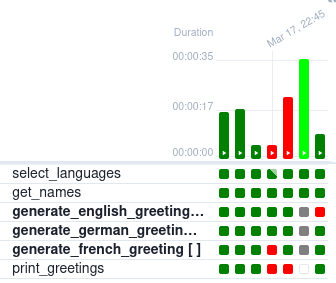 Duration
Mar 17, 22:45
00:00:35
00:00:17
00:00:00
select_languages
get_names
generate_english_greeting...
generate_german_greetin...
generate_french_greeting [ ]
print_greetings